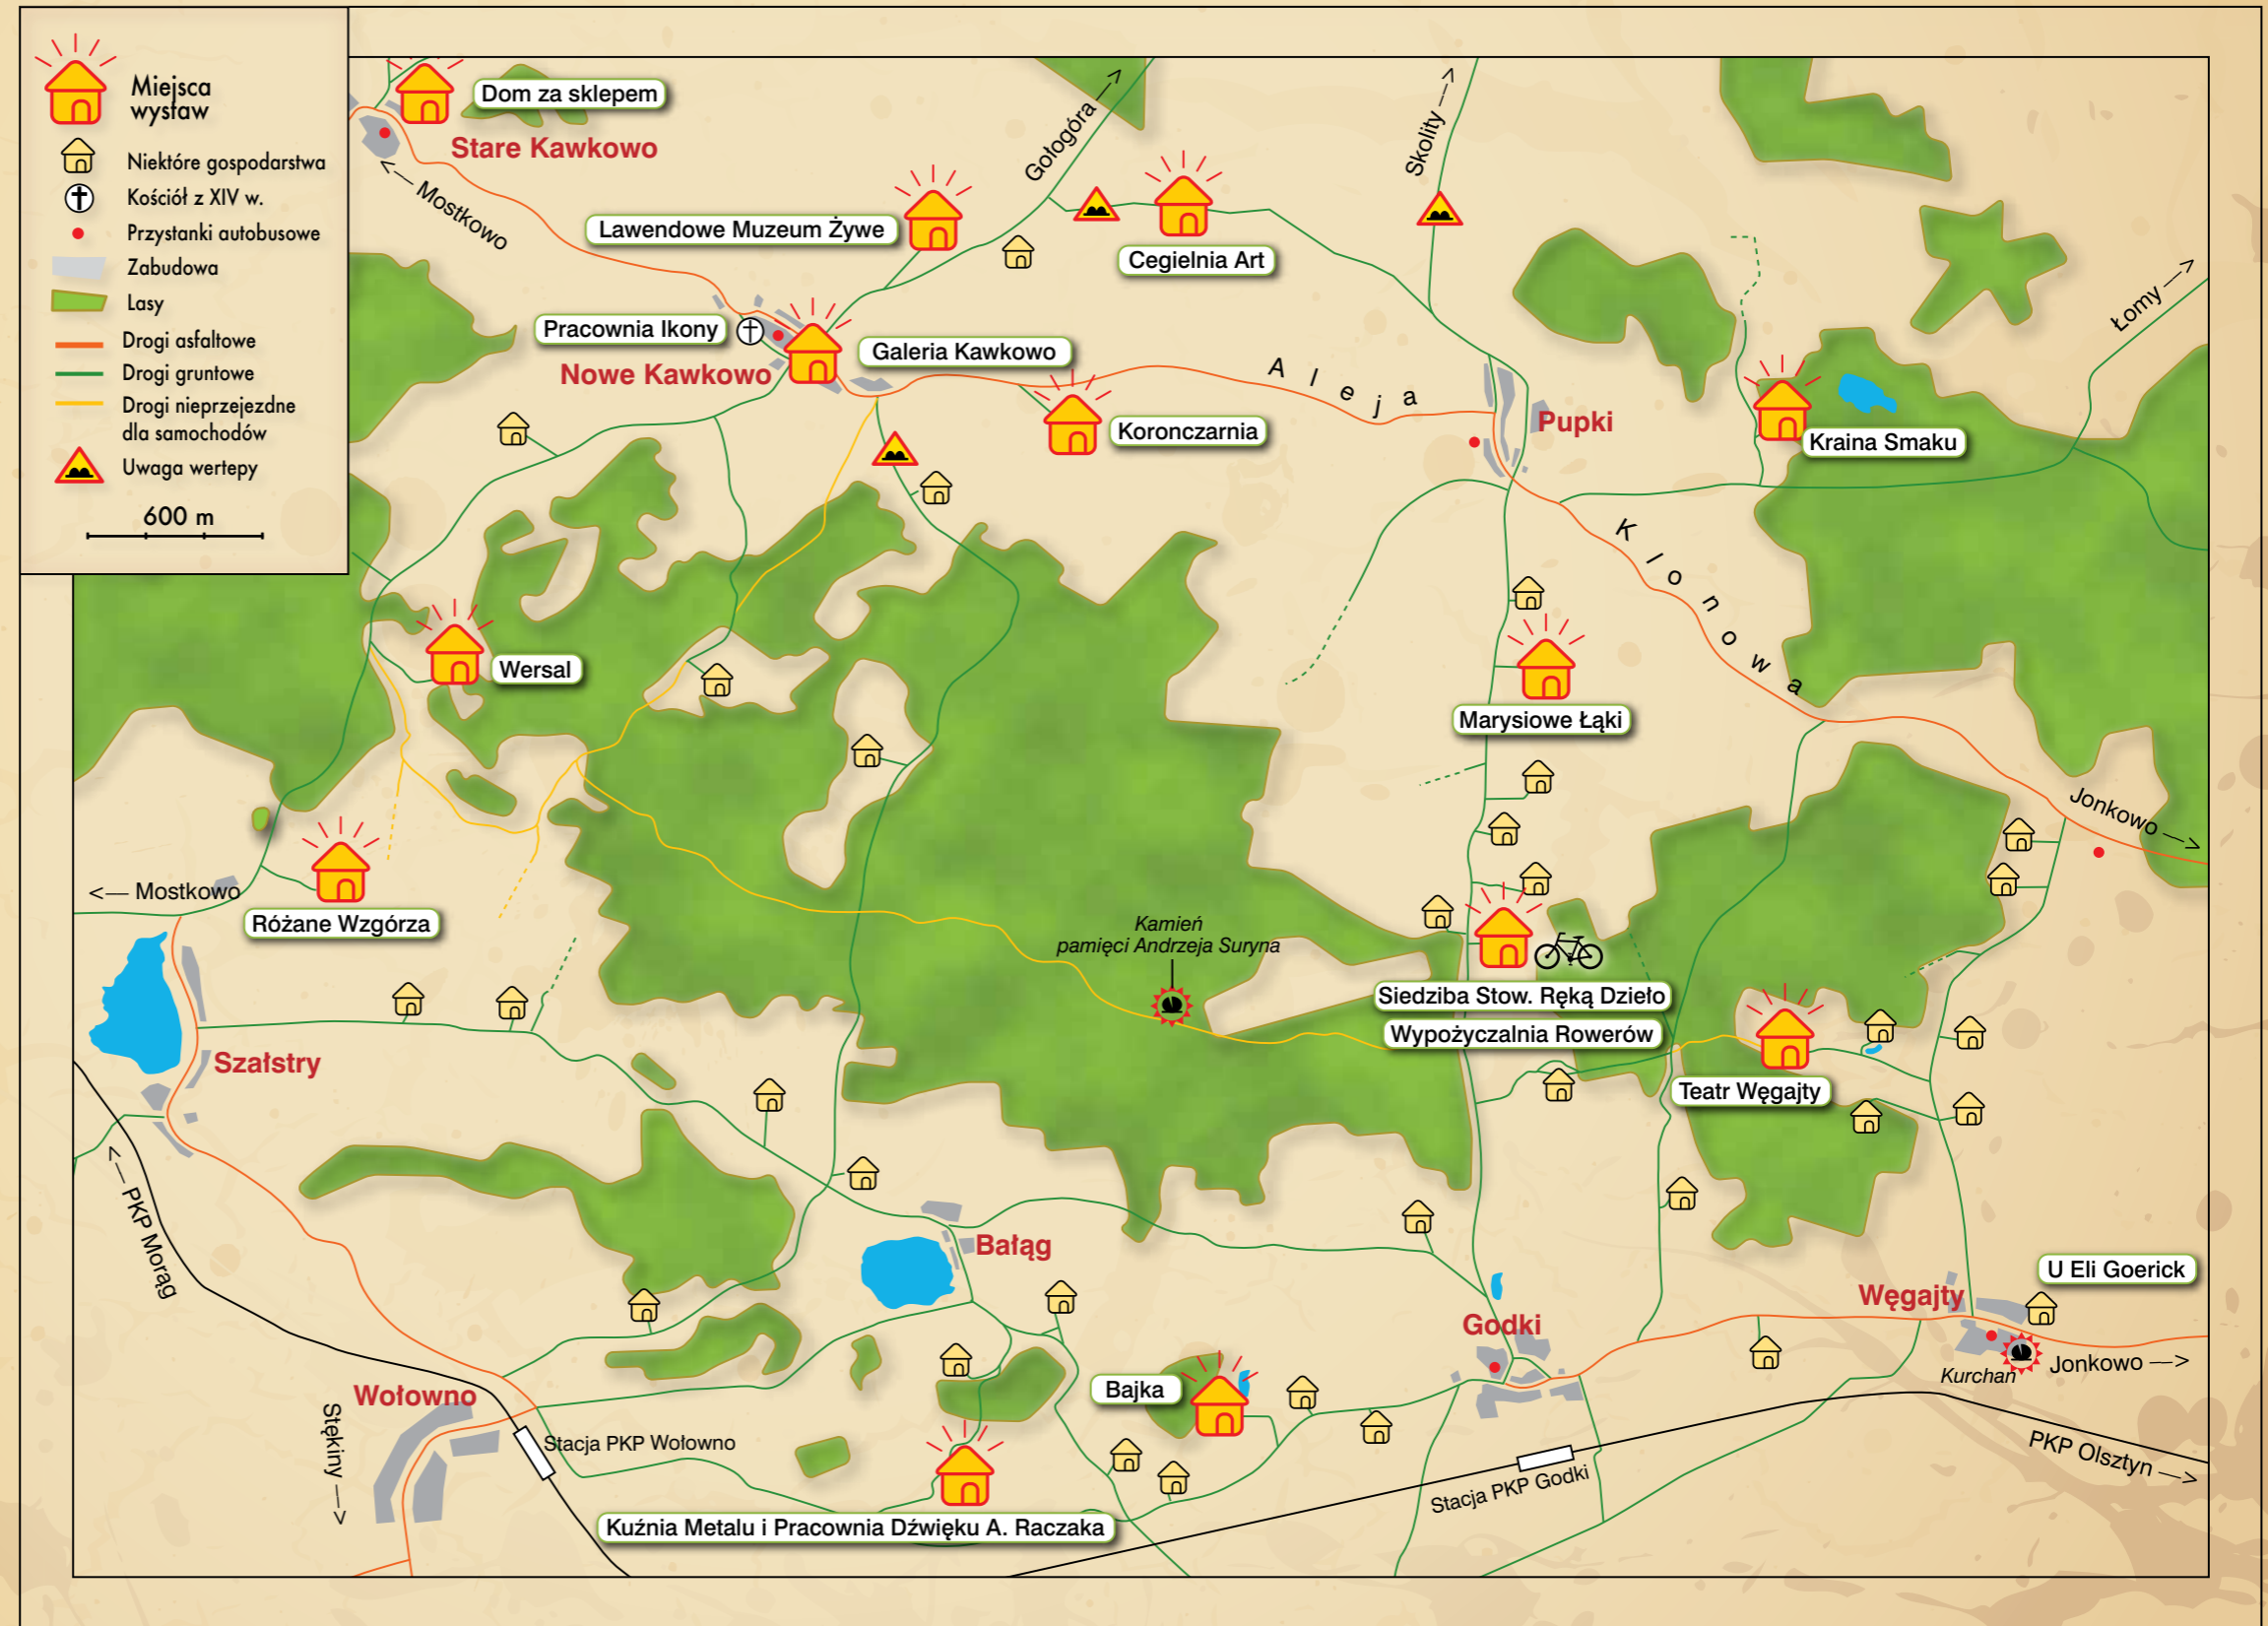 Miejsca
wystaw
Niektóre gospodarstwa
Kościół z XIV w.
Przystanki autobusowe
Zabudowa
Lasy
Drogi asfaltowe
Drogi gruntowe
Drogi nieprzejezdne
dla samochodów
Uwaga wertepy
600 m
Dom za sklepem
Stare Kawkowo
<— Mostkowo
Gołogóra —>
Skolity —>
Lawendowe Muzeum Żywe
Cegielnia Art
Łomy —>
Pracownia Ikony
Nowe Kawkowo
Galeria Kawkowo
Koronczarnia
Aleja
Pupki
Kraina Smaku
Klonowa
Wersal
Marysiowe Łąki
Jonkowo —>
<— Mostkowo
Różane Wzgórza
Kamień
pamięci Andrzeja Suryna
Siedziba Stow. Ręką Dzieło
Wypożyczalnia Rowerów
Szałstry
Teatr Węgajty
<— PKP Morąg
Bałąg
U Eli Goerick
Węgajty
Godki
Kurchan
Jonkowo —>
Wołowno
Bajka
Stękiny —>
Stacja PKP Wołowno
Stacja PKP Godki
PKP Olsztyn —>
Kuźnia Metalu i Pracownia Dźwięku A. Raczaka